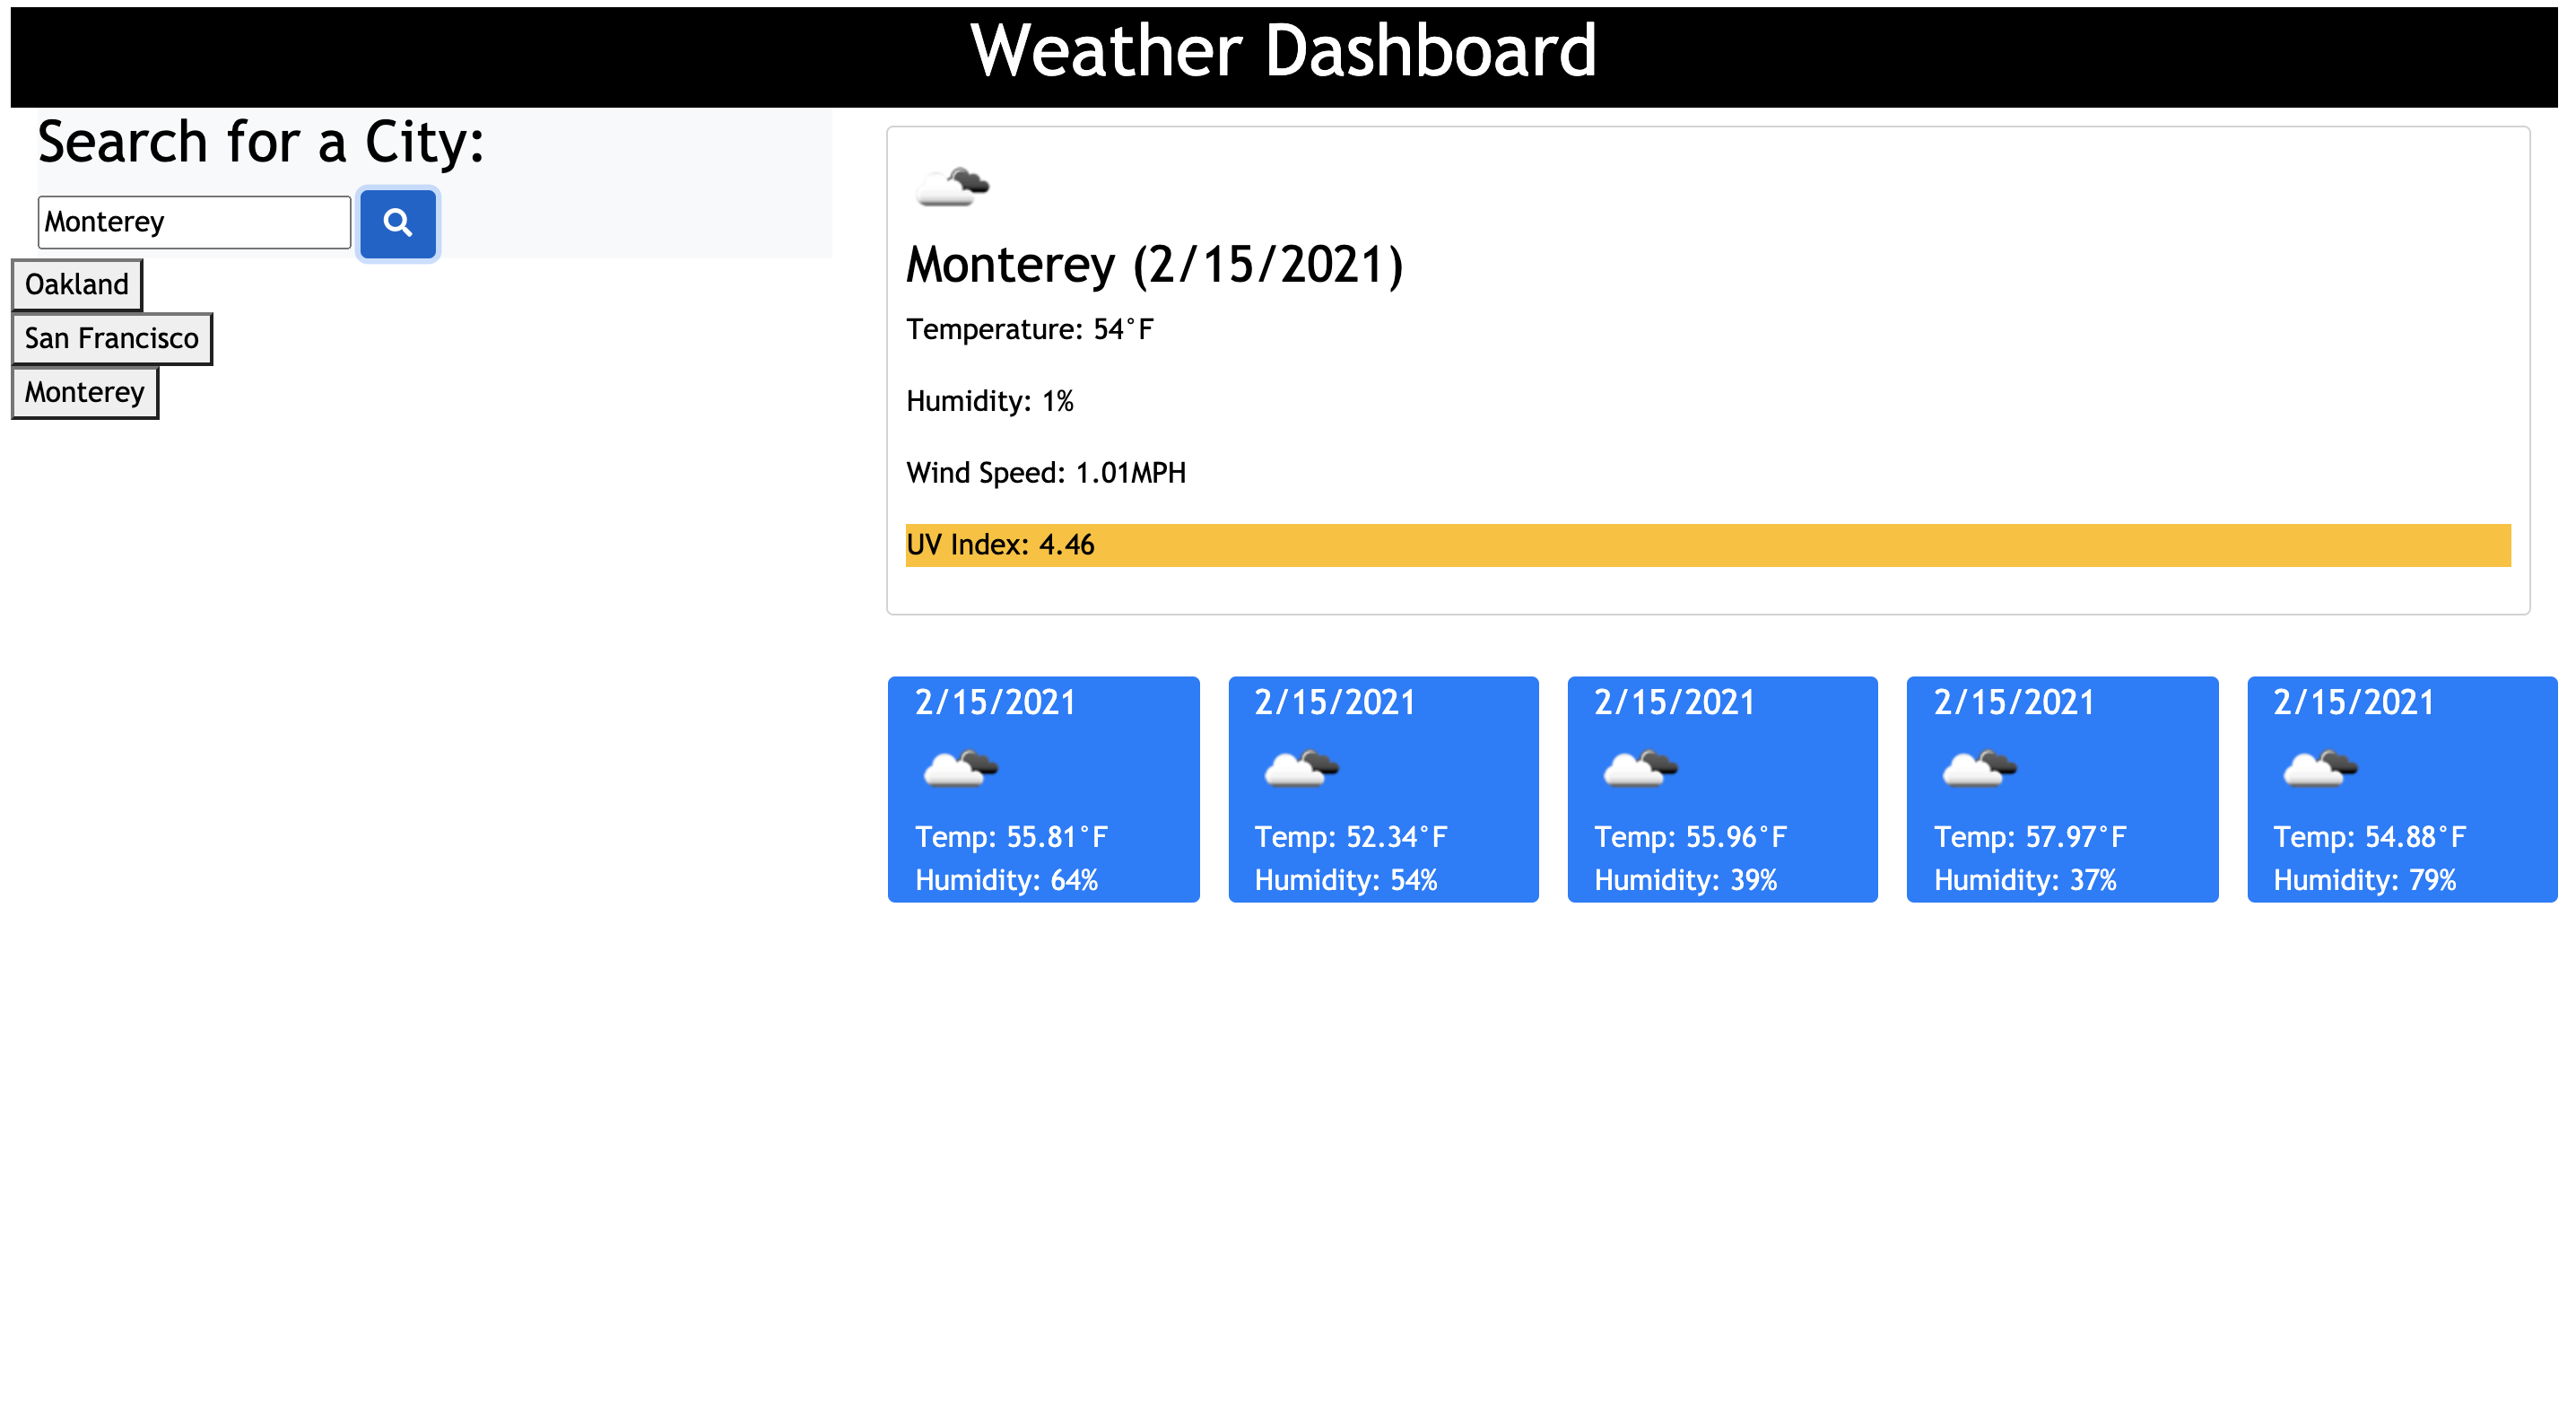 Weather Dashboard
Search for a City:
Monterey
Oakland
San Francisco
Monterey
Monterey (2/15/2021)
Temperature: 54°F
Humidity: 1%
Wind Speed: 1.01MPH
UV Index: 4.46
2/15/2021
Temp: 55.81°F
Humidity: 64%
2/15/2021
Temp: 52.34°F
Humidity: 54%
2/15/2021
Temp: 55.96°F
Humidity: 39%
2/15/2021
Temp: 57.97°F
Humidity: 37%
2/15/2021
Temp: 54.88°F
Humidity: 79%